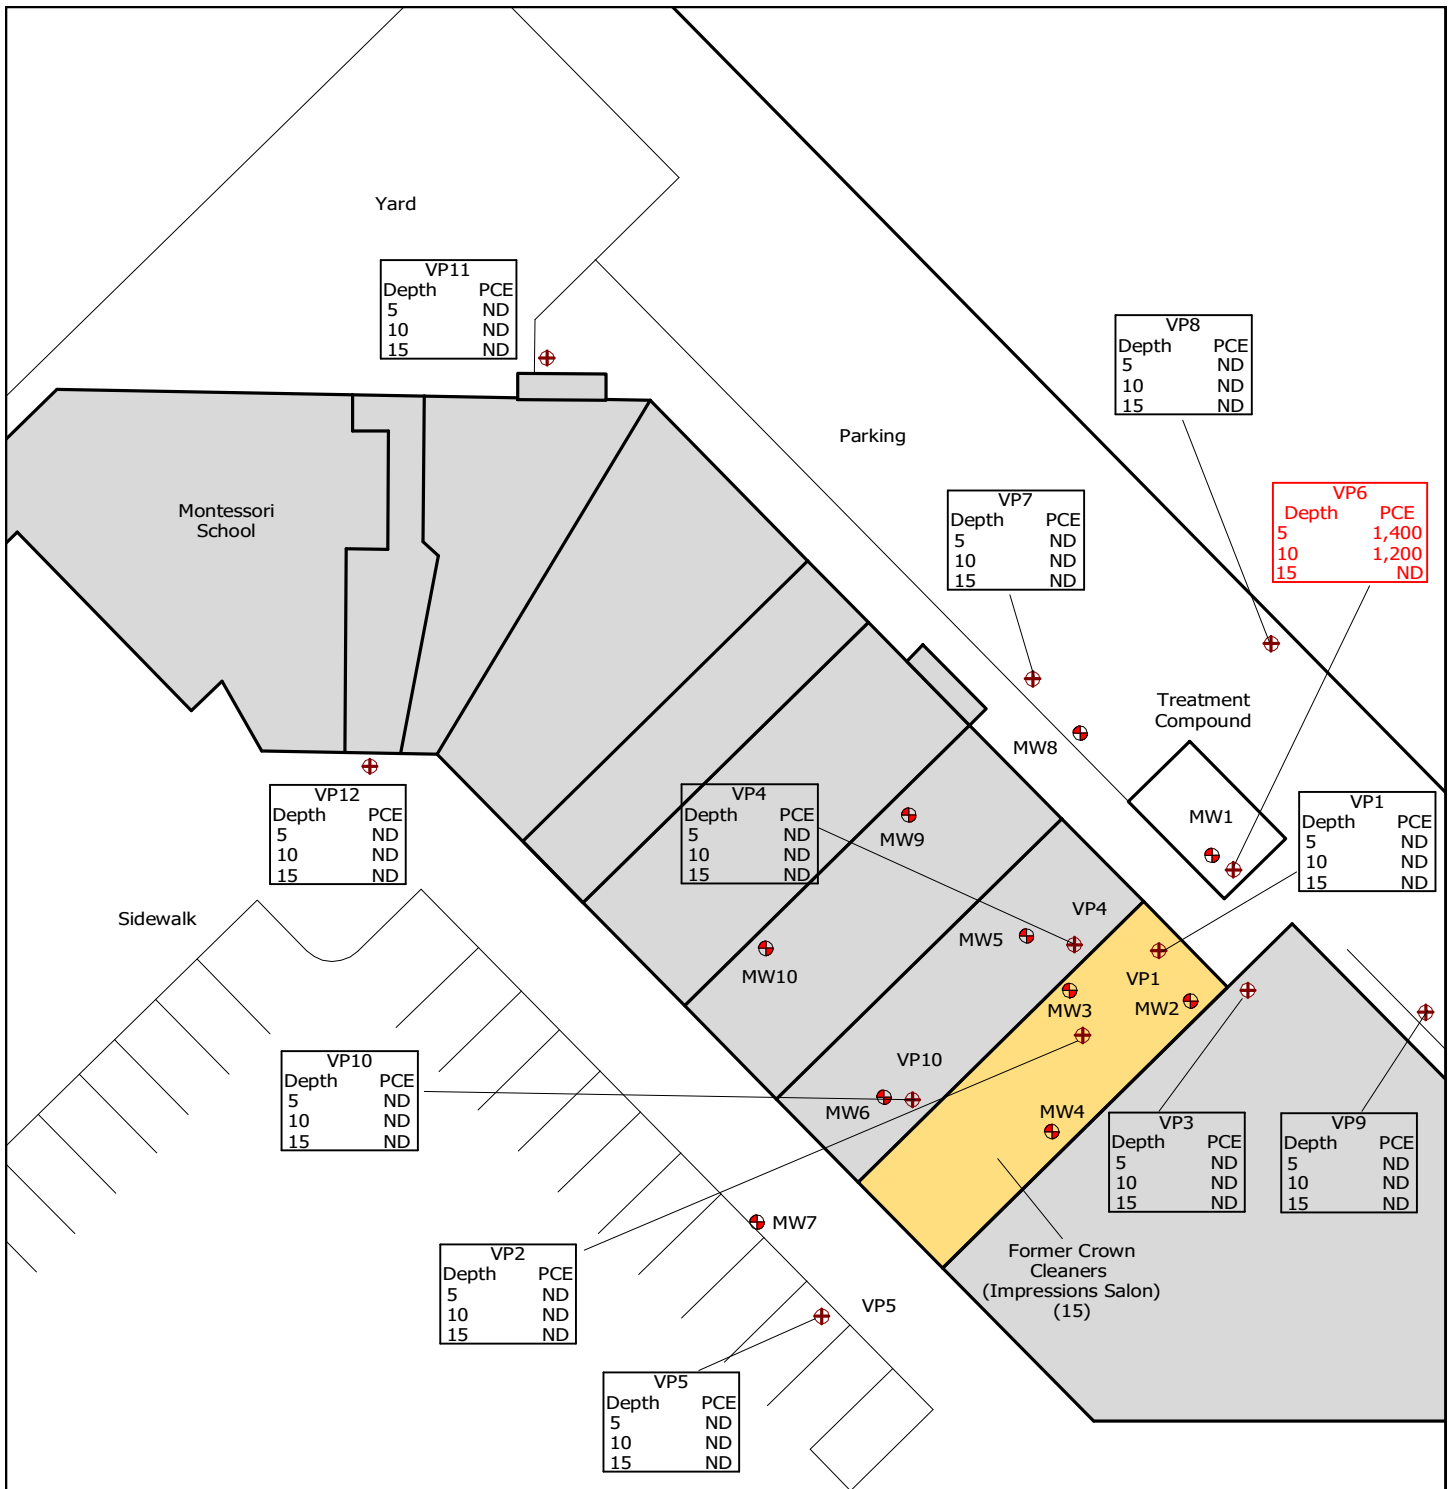 Yard
VP11
Depth PCE
5 ND
10 ND
15 ND
VP8
Depth PCE
5 ND
10 ND
15 ND
Parking
VP7
Depth PCE
5 ND
10 ND
15 ND
VP6
Depth PCE
5 1,400
10 1,200
15 ND
Montessori
School
Treatment
Compound
MW8
MW1
VP12
Depth PCE
5 ND
10 ND
15 ND
VP4
Depth PCE
5 ND
10 ND
15 ND
VP1
Depth PCE
5 ND
10 ND
15 ND
MW9
Sidewalk
VP4
MW5
MW10
VP1
MW3
MW2
VP10
Depth PCE
5 ND
10 ND
15 ND
VP10
MW6
MW4
VP3
Depth PCE
5 ND
10 ND
15 ND
VP9
Depth PCE
5 ND
10 ND
15 ND
MW7
VP2
Depth PCE
5 ND
10 ND
15 ND
Former Crown
Cleaners
(Impressions Salon)
(15)
VP5
VP5
Depth PCE
5 ND
10 ND
15 ND